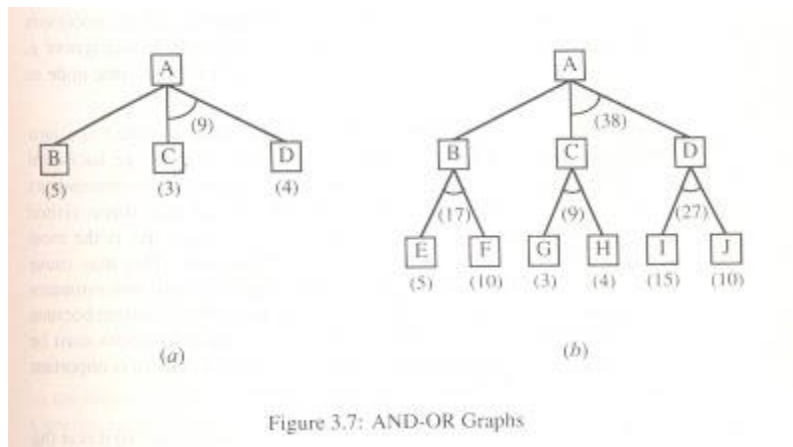 A
A
(9)
(38)
B
C
D
B
C
D
(5)
(3)
(4)
(17)
(9)
(27)
E
F
G
H
I
J
(5)
(10)
(3)
(4)
(15)
(10)
(a)
(b)
Figure 3.7: AND-OR Graphs